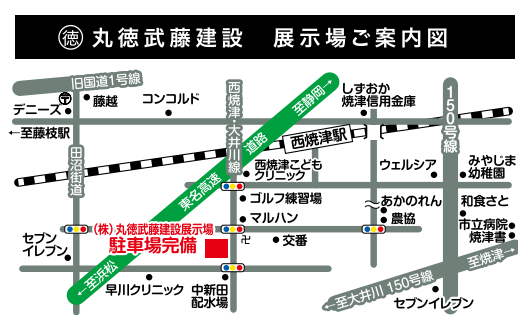 徳 丸徳武藤建設 展示場ご案内図
旧国道1号線
デニーズ
藤越
コンコルド
←至藤枝駅
西焼津・大井川線
至静岡→
しずおか
焼津信用金庫
150号線
西焼津駅
道路
東名高速
田沼街道
西焼津こども
クリニック
ウェルシア
みやじま
幼稚園
ゴルフ練習場
マルハン
あかのれん
農協
和食さと
市立病院
焼津書
(株)丸徳武藤建設展示場
駐車場完備
セブン
イレブン
卍
交番
←至浜松
早川クリニック
中新田
配水場
←至大井川 150号線
至焼津→
セブンイレブン